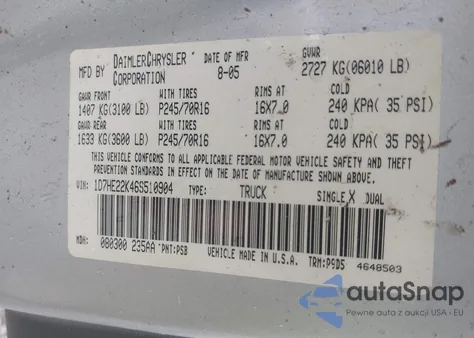 MFD BY DAIMLERCHRYSLER CORPORATION DATE OF MFR 8-05 GVWR 2727 KG(06010 LB)
GAWR FRONT WITH TIRES RIMS AT COLD
1407 KG(3100 LB) P245/70R16 16X7.0 240 KPA( 35 PSI)
GAWR REAR WITH TIRES RIMS AT COLD
1633 KG(3600 LB) P245/70R16 16X7.0 240 KPA( 35 PSI)
THIS VEHICLE CONFORMS TO ALL APPLICABLE FEDERAL MOTOR VEHICLE SAFETY AND
THEFT PREVENTION STANDARDS IN EFFECT ON THE DATE OF MANUFACTURE SHOWN ABOVE.
VIN: 1D7HE22K46S510904 TYPE: TRUCK SINGLE X DUAL
MDH: 080300 235AA PNT:PSB VEHICLE MADE IN U.S.A. TRM:P9D5 4648503
autoSnap
Pewne auta z aukcji USA - EU